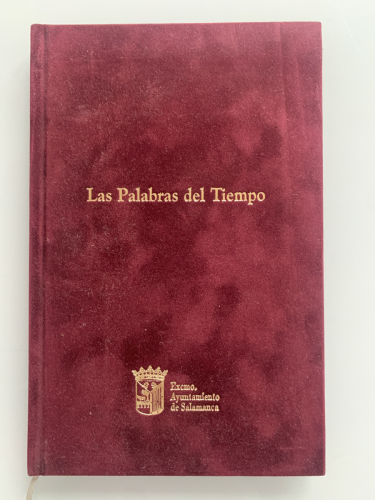 Las Palabras del Tiempo
Excmo.
Ayuntamiento
de Salamanca